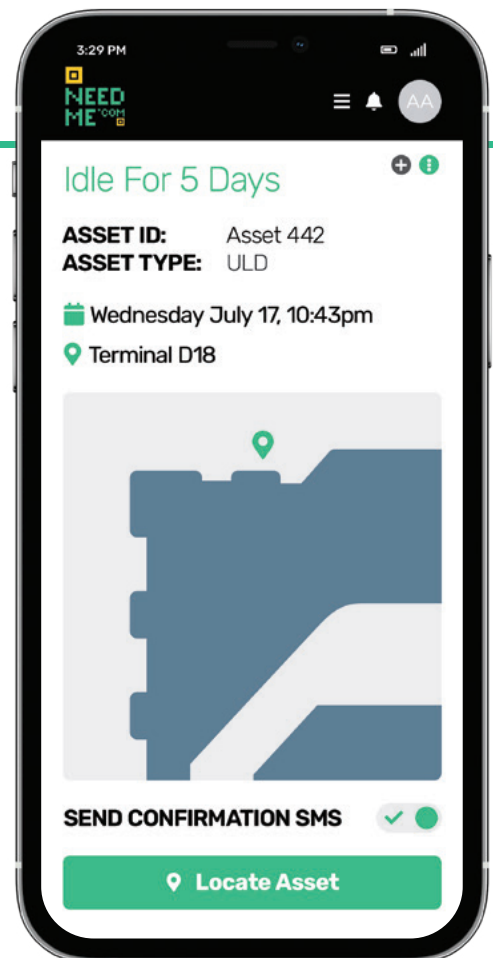 3:29 PM
NEED
ME.COM
AA
Idle For 5 Days
ASSET ID: Asset 442
ASSET TYPE: ULD
Wednesday July 17, 10:43pm
Terminal D18
SEND CONFIRMATION SMS
Locate Asset